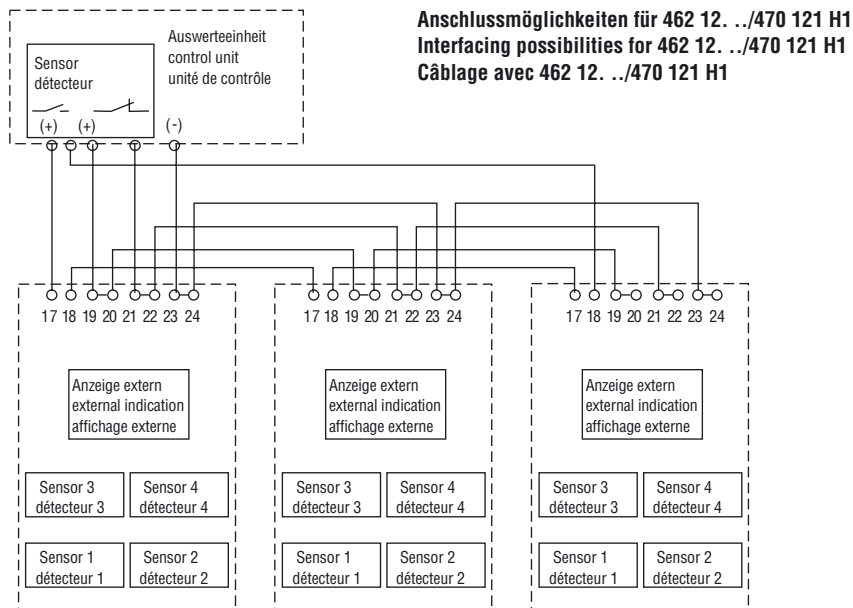 Anschlussmöglichkeiten für 462 12. ../470 121 H1
Interfacing possibilities for 462 12. ../470 121 H1
Câblage avec 462 12. ../470 121 H1
Auswerteeinheit
control unit
unité de contrôle
Sensor
détecteur
(+) (+) (-)
17 18 19 20 21 22 23 24
17 18 19 20 21 22 23 24
17 18 19 20 21 22 23 24
Anzeige extern
external indication
affichage externe
Anzeige extern
external indication
affichage externe
Anzeige extern
external indication
affichage externe
Sensor 3
détecteur 3
Sensor 4
détecteur 4
Sensor 3
détecteur 3
Sensor 4
détecteur 4
Sensor 3
détecteur 3
Sensor 4
détecteur 4
Sensor 1
détecteur 1
Sensor 2
détecteur 2
Sensor 1
détecteur 1
Sensor 2
détecteur 2
Sensor 1
détecteur 1
Sensor 2
détecteur 2